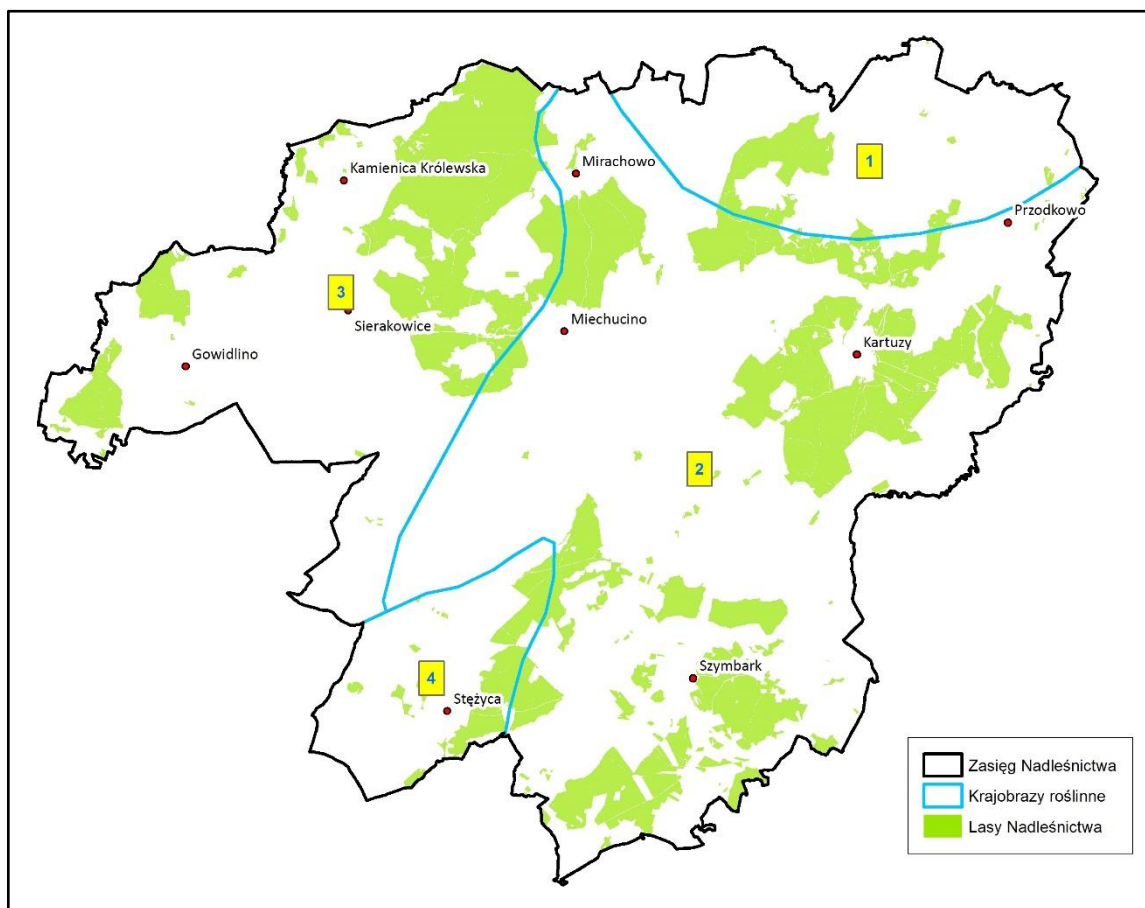 1
Mirachowo
Kamienica Królewska
Przodkowo
3
Sierakowice
Miechucino
Kartuzy
Gowidlino
2
4
Szymbark
Stężyca
Zasięg Nadleśnictwa
Krajobrazy roślinne
Lasy Nadleśnictwa